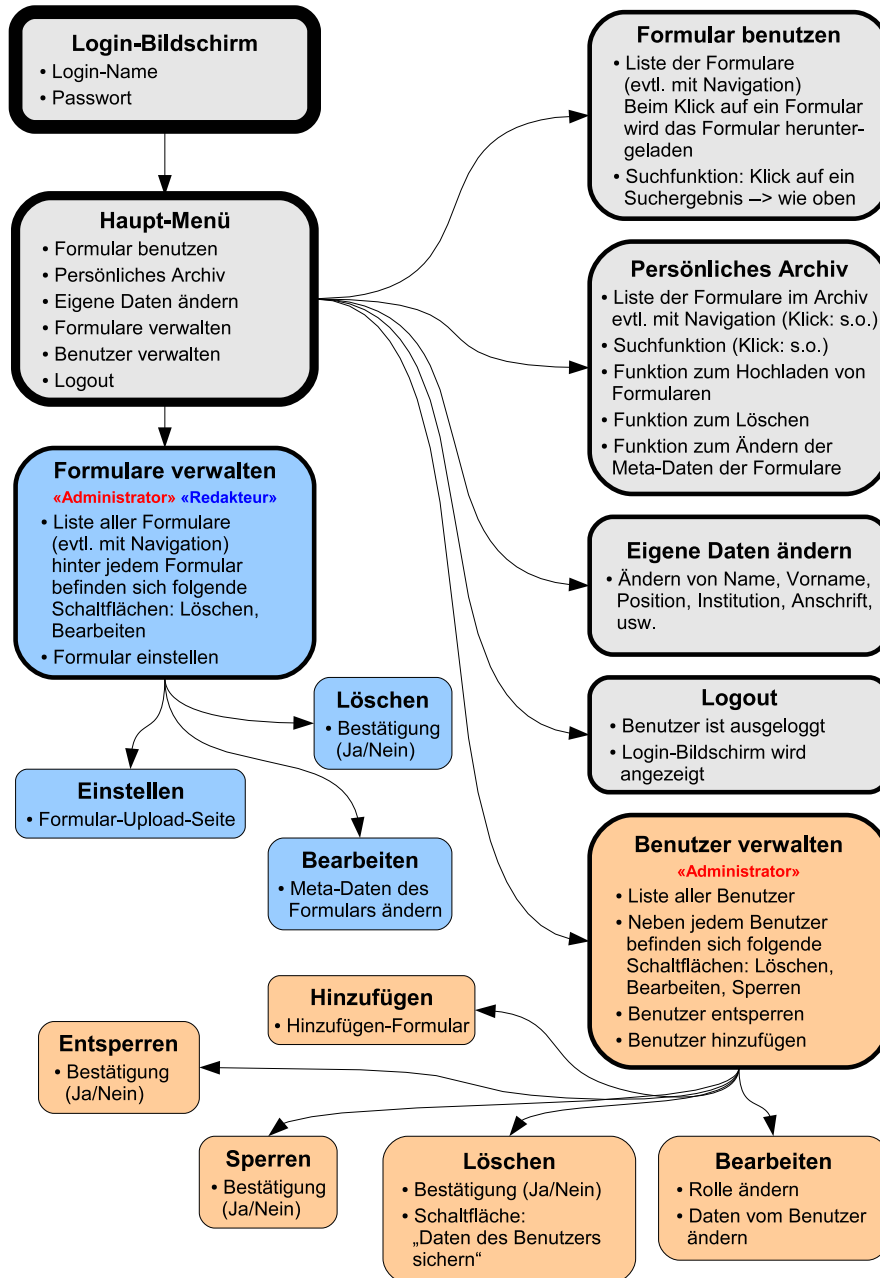 Login-Bildschirm
• Login-Name
• Passwort
Haupt-Menü
• Formular benutzen
• Persönliches Archiv
• Eigene Daten ändern
• Formulare verwalten
• Benutzer verwalten
• Logout
Formulare verwalten
«Administrator» «Redakteur»
• Liste aller Formulare
(evtl. mit Navigation)
hinter jedem Formular
befinden sich folgende
Schaltflächen: Löschen,
Bearbeiten
• Formular einstellen
Löschen
• Bestätigung
(Ja/Nein)
Einstellen
• Formular-Upload-Seite
Bearbeiten
• Meta-Daten des
Formulars ändern
Formular benutzen
• Liste der Formulare
(evtl. mit Navigation)
Beim Klick auf ein Formular
wird das Formular herunter-
geladen
• Suchfunktion: Klick auf ein
Suchergebnis –> wie oben
Persönliches Archiv
• Liste der Formulare im Archiv
evtl. mit Navigation (Klick: s.o.)
• Suchfunktion (Klick: s.o.)
• Funktion zum Hochladen von
Formularen
• Funktion zum Löschen
• Funktion zum Ändern der
Meta-Daten der Formulare
Eigene Daten ändern
• Ändern von Name, Vorname,
Position, Institution, Anschrift,
usw.
Logout
• Benutzer ist ausgeloggt
• Login-Bildschirm wird
angezeigt
Benutzer verwalten
«Administrator»
• Liste aller Benutzer
• Neben jedem Benutzer
befinden sich folgende
Schaltflächen: Löschen,
Bearbeiten, Sperren
• Benutzer entsperren
• Benutzer hinzufügen
Hinzufügen
• Hinzufügen-Formular
Entsperren
• Bestätigung
(Ja/Nein)
Sperren
• Bestätigung
(Ja/Nein)
Löschen
• Bestätigung (Ja/Nein)
• Schaltfläche:
„Daten des Benutzers
sichern“
Bearbeiten
• Rolle ändern
• Daten vom Benutzer
ändern